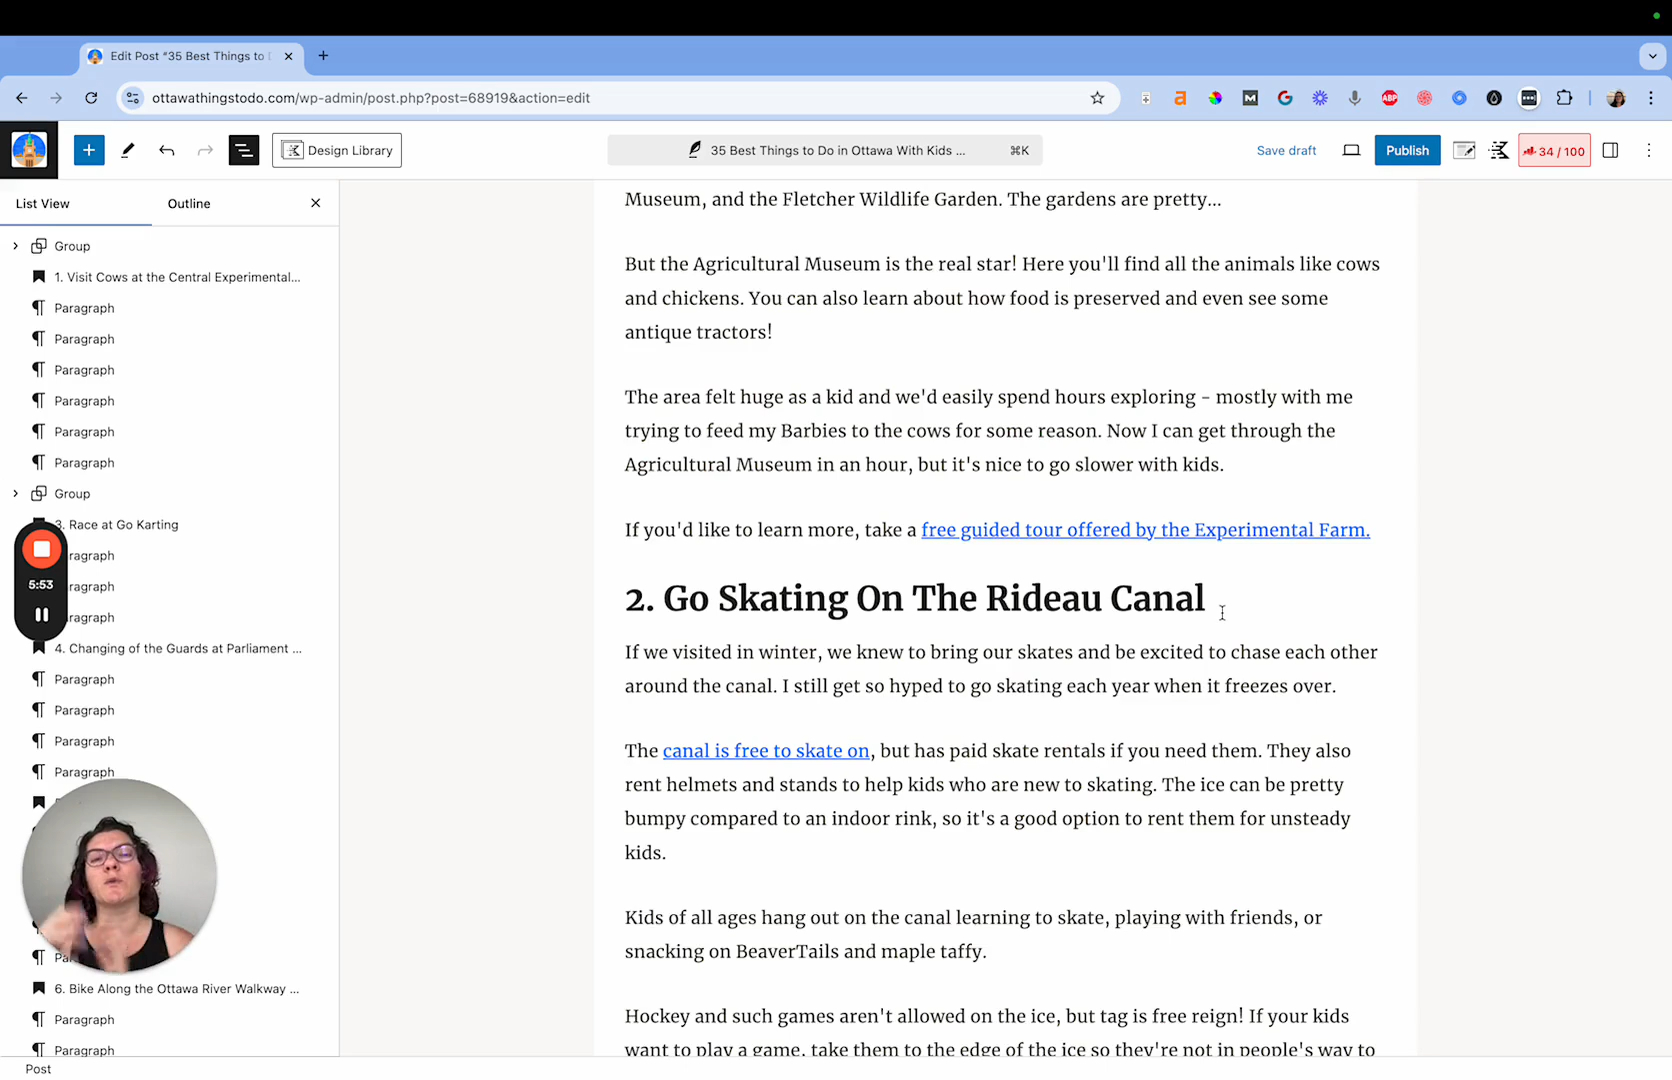 Edit Post "35 Best Things to
ottawathingstodo.com/wp-admin/post.php?post=68919&action=edit
ABP
Design Library
35 Best Things to Do in Ottawa With Kids ...
⌘K
Save draft
Publish
34 / 100
List View
Outline
Group
1. Visit Cows at the Central Experimental...
Paragraph
Paragraph
Paragraph
Paragraph
Paragraph
Paragraph
Group
3. Race at Go Karting
ragraph
5:53
ragraph
ragraph
4. Changing of the Guards at Parliament ...
Paragraph
Paragraph
Paragraph
Paragraph
Pa
6. Bike Along the Ottawa River Walkway ...
Paragraph
Paragraph
Museum, and the Fletcher Wildlife Garden. The gardens are pretty...
But the Agricultural Museum is the real star! Here you'll find all the animals like cows
and chickens. You can also learn about how food is preserved and even see some
antique tractors!
The area felt huge as a kid and we'd easily spend hours exploring - mostly with me
trying to feed my Barbies to the cows for some reason. Now I can get through the
Agricultural Museum in an hour, but it's nice to go slower with kids.
If you'd like to learn more, take a free guided tour offered by the Experimental Farm.
2. Go Skating On The Rideau Canal
If we visited in winter, we knew to bring our skates and be excited to chase each other
around the canal. I still get so hyped to go skating each year when it freezes over.
The canal is free to skate on, but has paid skate rentals if you need them. They also
rent helmets and stands to help kids who are new to skating. The ice can be pretty
bumpy compared to an indoor rink, so it's a good option to rent them for unsteady
kids.
Kids of all ages hang out on the canal learning to skate, playing with friends, or
snacking on BeaverTails and maple taffy.
Hockey and such games aren't allowed on the ice, but tag is free reign! If your kids
want to play a game, take them to the edge of the ice so they're not in people's way to
Post